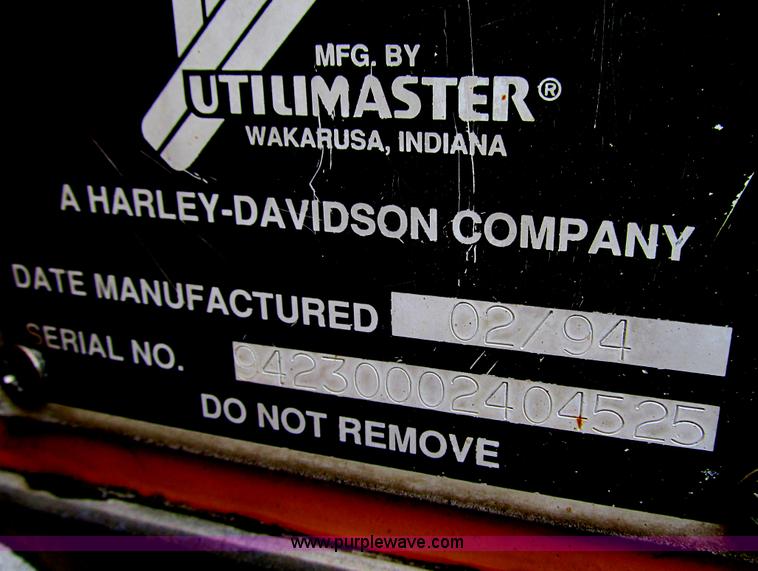 MFG. BY
UTILIMASTER®
WAKARUSA, INDIANA
A HARLEY-DAVIDSON COMPANY
DATE MANUFACTURED 02/94
SERIAL NO. 94230002404525
DO NOT REMOVE
www.purplewave.com